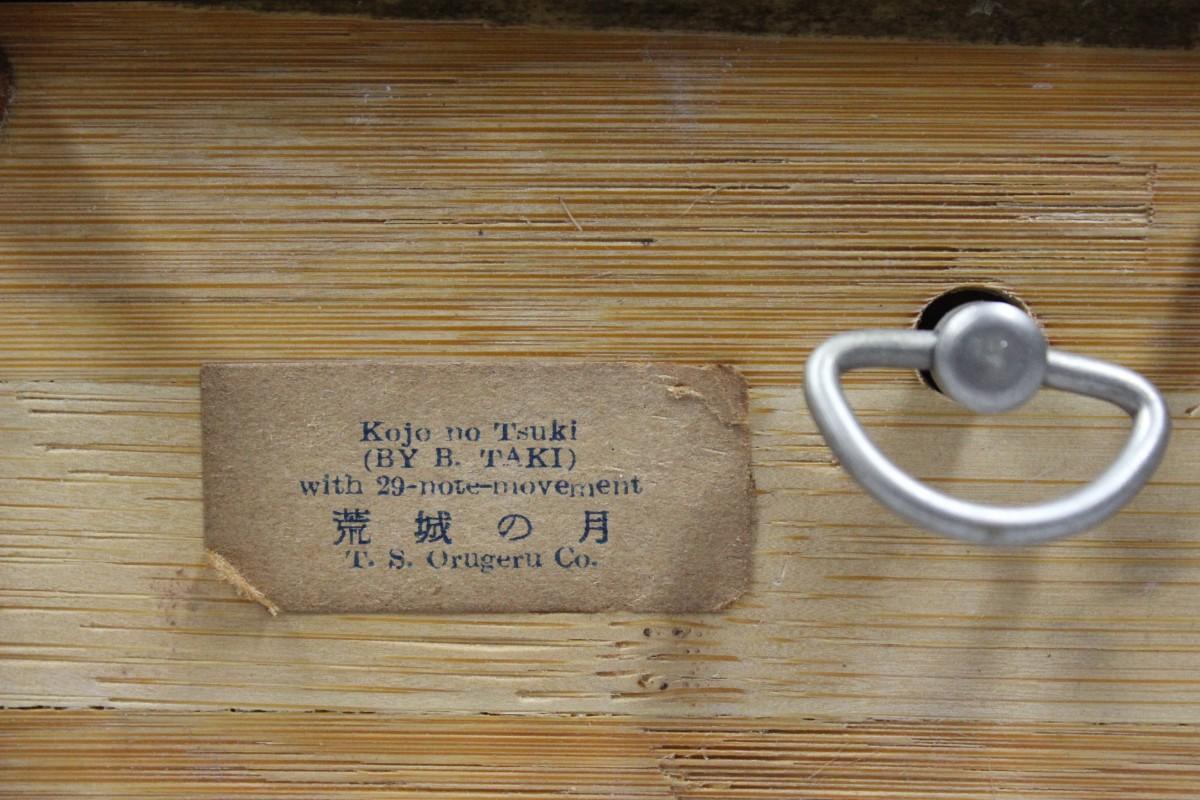 Kojo no Tsuki
(BY B. TAKI)
with 29-note-movement
荒城の月
T. S. Orugeru Co.